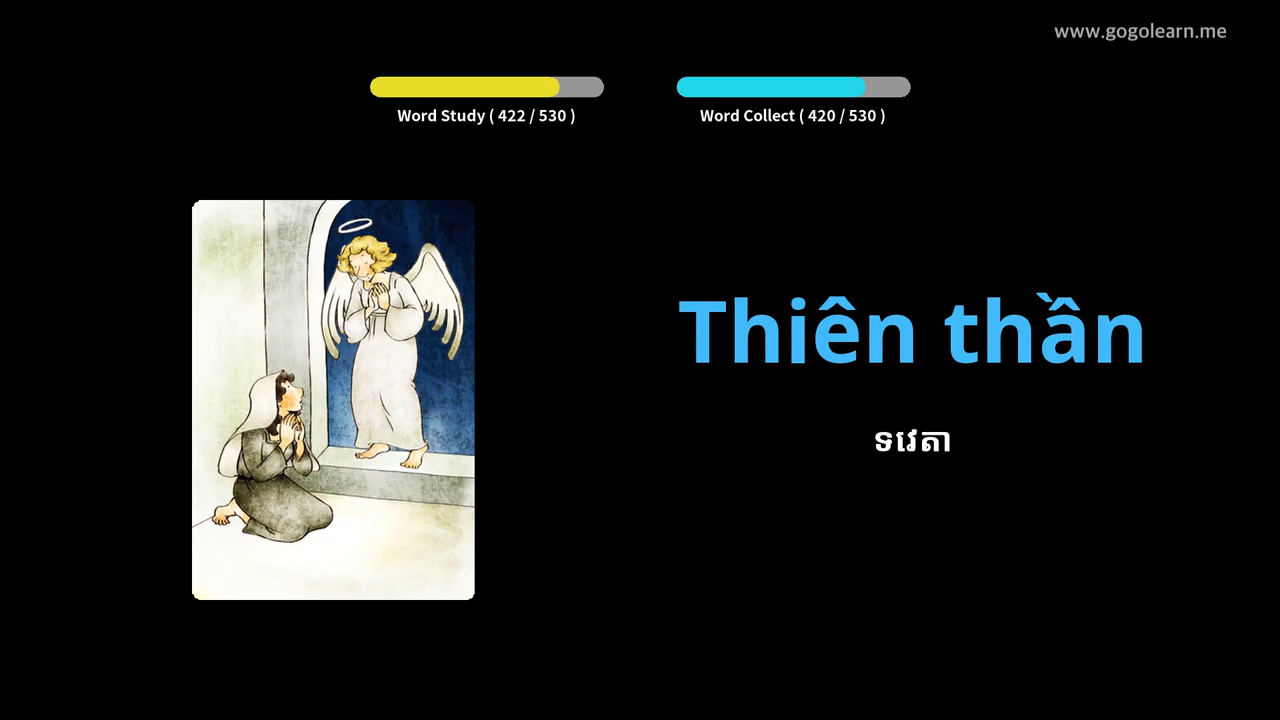 www.gogolearn.me
Word Study ( 422 / 530 )
Word Collect ( 420 / 530 )
Thiên thần
ទវេតា